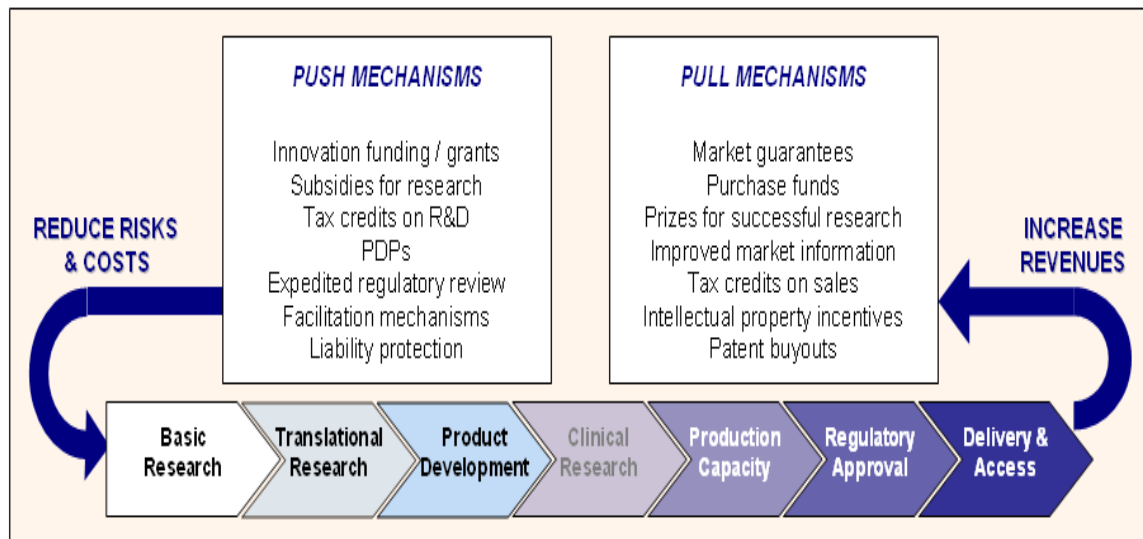 PUSH MECHANISMS
Innovation funding / grants
Subsidies for research
Tax credits on R&D
PDPs
Expedited regulatory review
Facilitation mechanisms
Liability protection
PULL MECHANISMS
Market guarantees
Purchase funds
Prizes for successful research
Improved market information
Tax credits on sales
Intellectual property incentives
Patent buyouts
REDUCE RISKS
& COSTS
INCREASE
REVENUES
Basic
Research
Translational
Research
Product
Development
Clinical
Research
Production
Capacity
Regulatory
Approval
Delivery &
Access